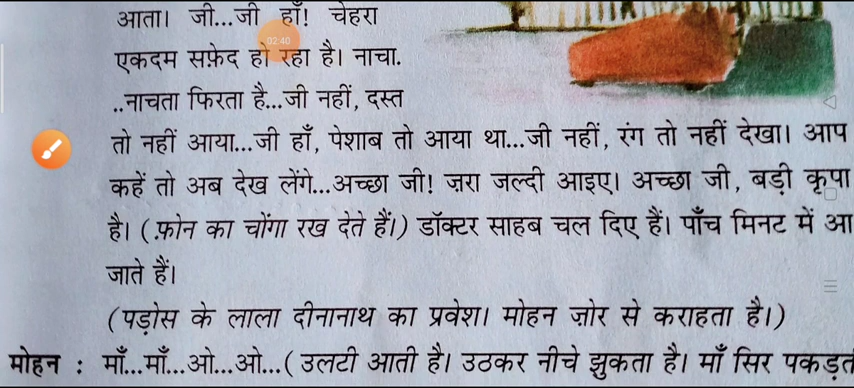 आता। जी...जी हाँ! चेहरा
02:40
एकदम सफ़ेद हो रहा है। नाचा.
..नाचता फिरता है...जी नहीं, दस्त
तो नहीं आया...जी हाँ, पेशाब तो आया था...जी नहीं, रंग तो नहीं देखा। आप
कहें तो अब देख लेंगे...अच्छा जी! ज़रा जल्दी आइए। अच्छा जी, बड़ी कृपा
है। (फ़ोन का चोंगा रख देते हैं।) डॉक्टर साहब चल दिए हैं। पाँच मिनट में आ
जाते हैं।
(पड़ोस के लाला दीनानाथ का प्रवेश। मोहन ज़ोर से कराहता है।)
मोहन : माँ...माँ...ओ...ओ...( उलटी आती है। उठकर नीचे झुकता है। माँ सिर पकड़त